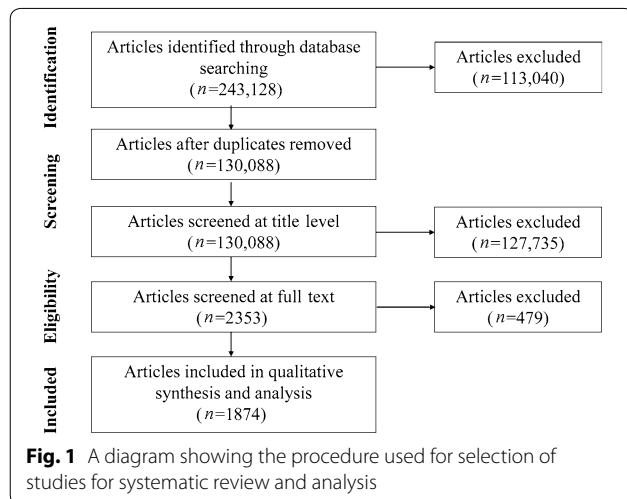 Identification
Articles identified through database
searching
(n=243,128)
Articles excluded
(n=113,040)
Screening
Articles after duplicates removed
(n=130,088)
Articles screened at title level
(n=130,088)
Articles excluded
(n=127,735)
Eligibility
Articles screened at full text
(n=2353)
Articles excluded
(n=479)
Included
Articles included in qualitative
synthesis and analysis
(n=1874)
Fig. 1 A diagram showing the procedure used for selection of
studies for systematic review and analysis